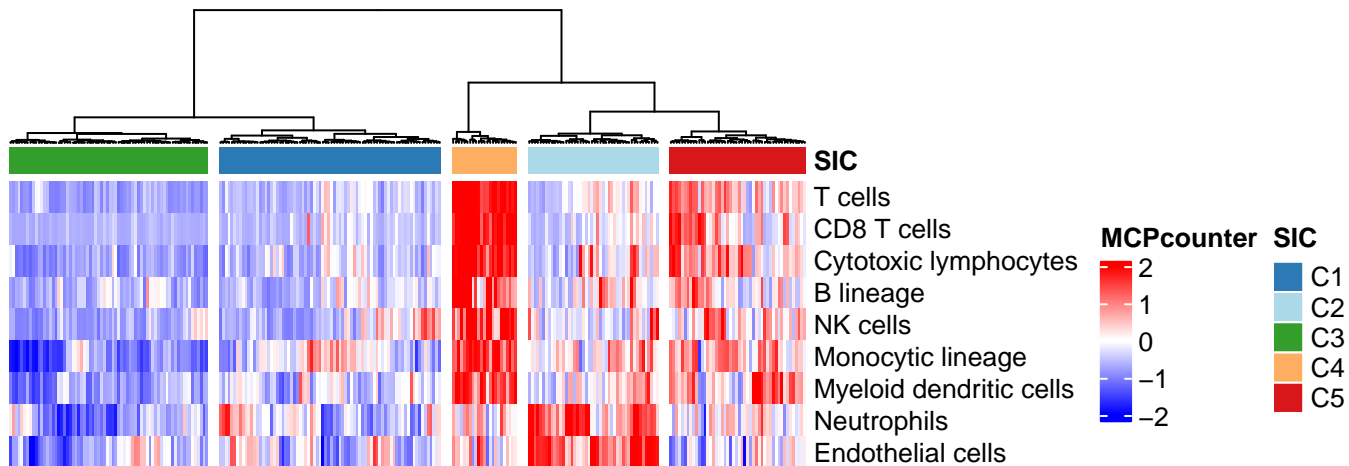 SIC
T cells
CD8 T cells
Cytotoxic lymphocytes
B lineage
NK cells
Monocytic lineage
Myeloid dendritic cells
Neutrophils
Endothelial cells
MCPcounter
2
1
0
−1
−2
SIC
C1
C2
C3
C4
C5